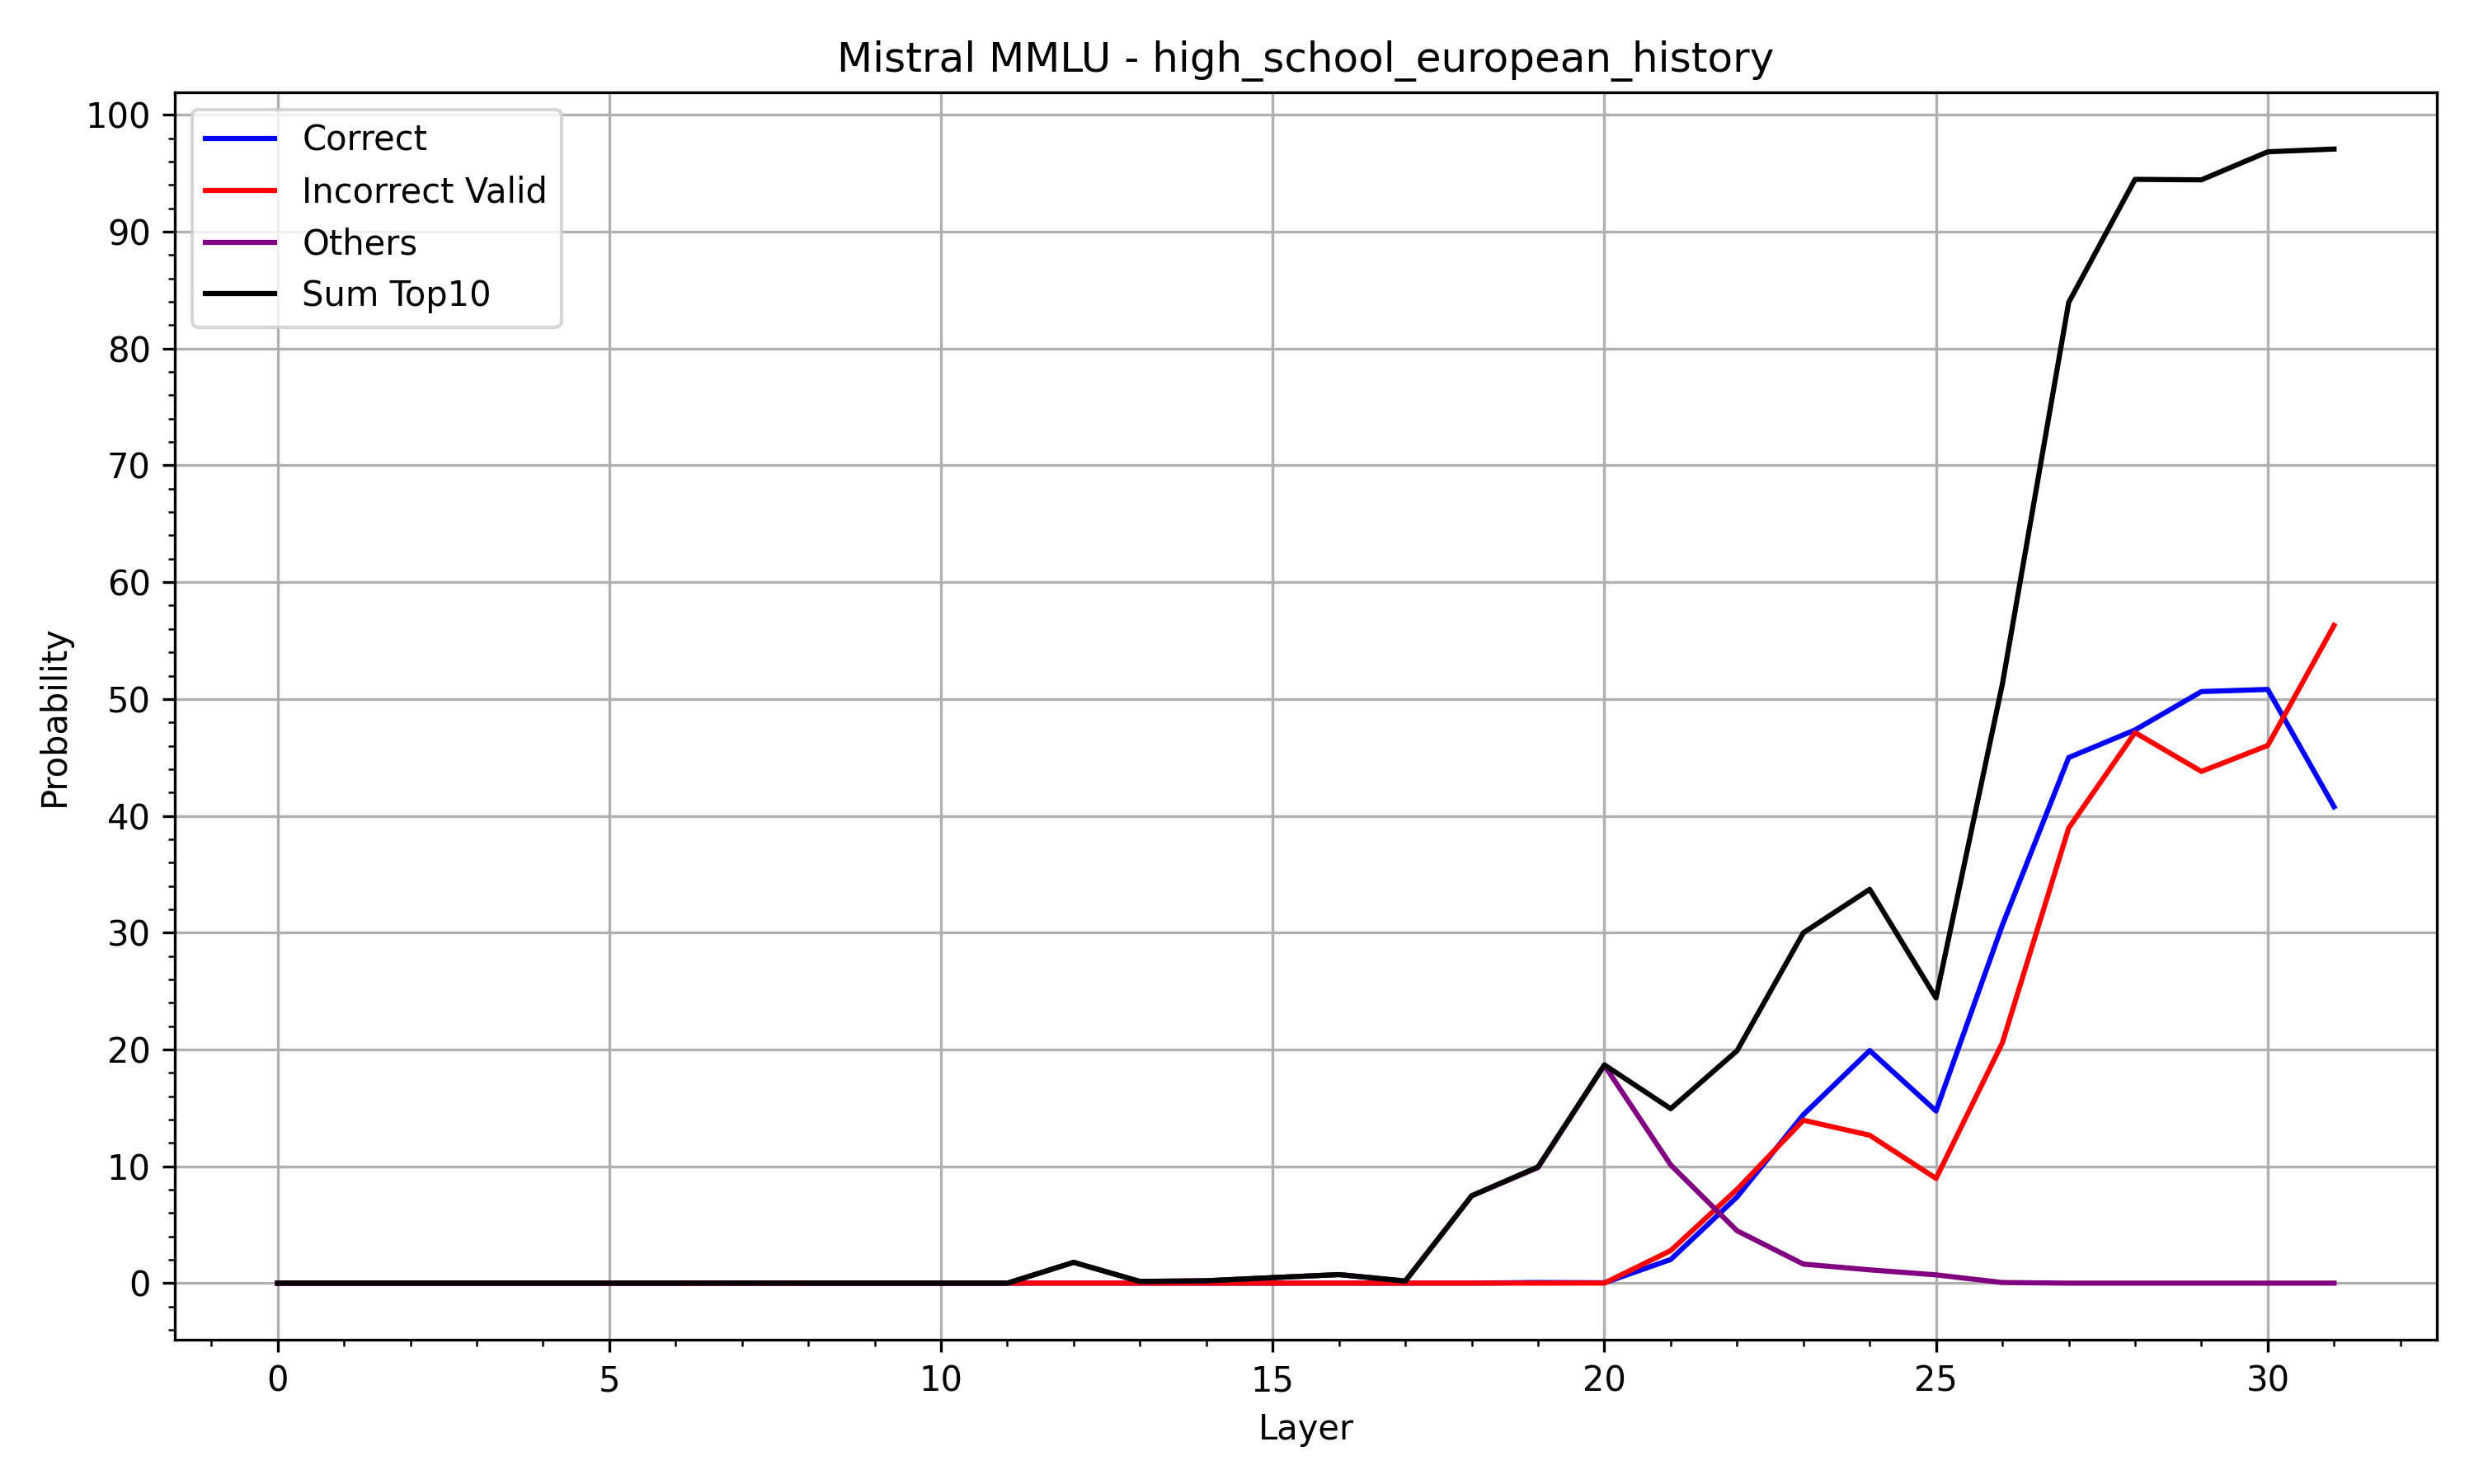 Mistral MMLU - high_school_european_history
Correct
Incorrect Valid
Others
Sum Top10
Probability
100
90
80
70
60
50
40
30
20
10
0
0 5 10 15 20 25 30
Layer